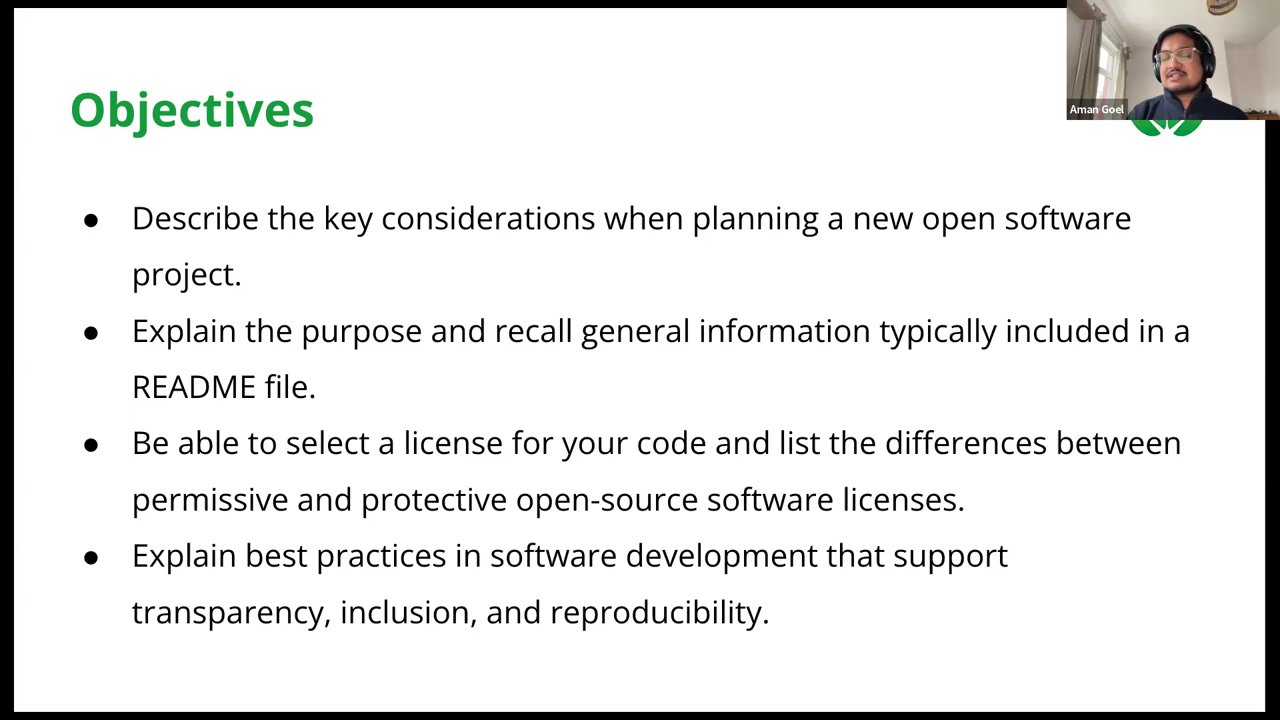 Objectives
Aman Goel
● Describe the key considerations when planning a new open software
project.
● Explain the purpose and recall general information typically included in a
README file.
● Be able to select a license for your code and list the differences between
permissive and protective open-source software licenses.
● Explain best practices in software development that support
transparency, inclusion, and reproducibility.